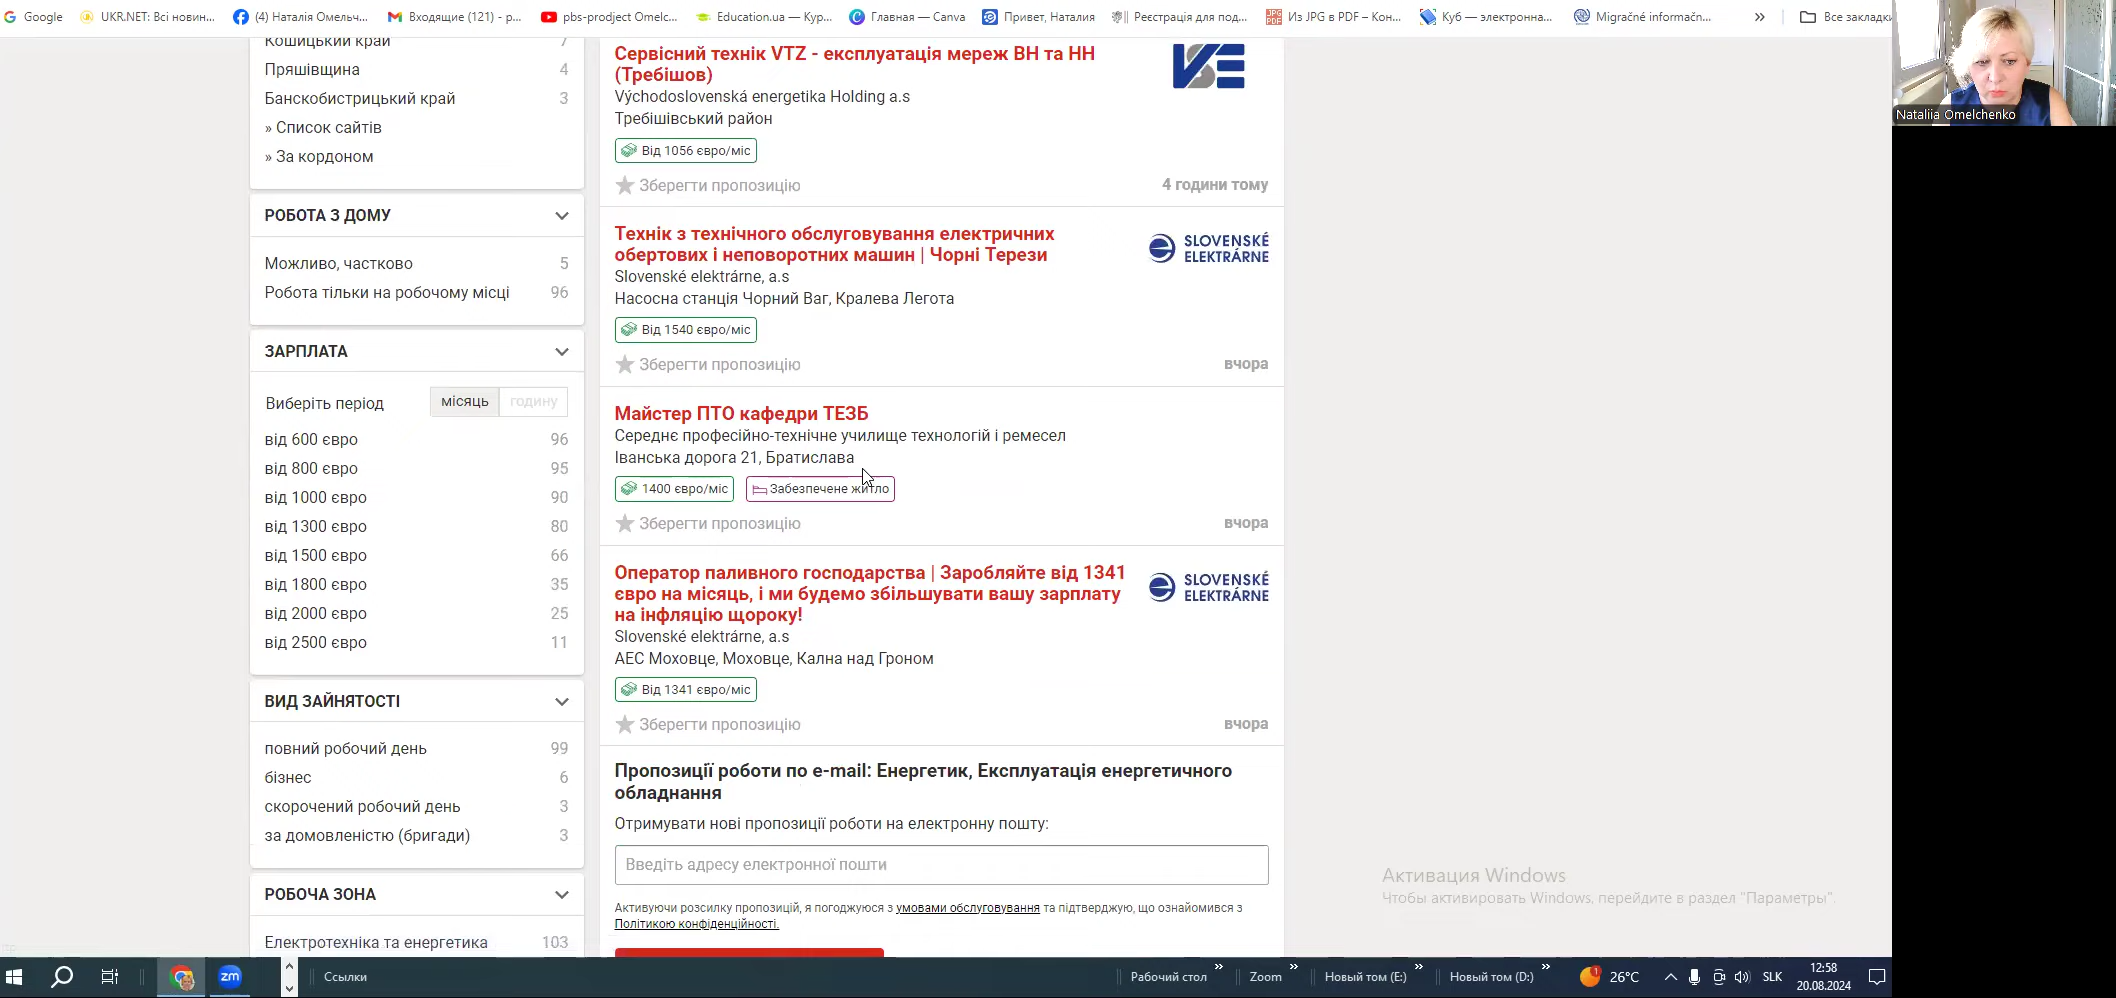 Google
UKR.NET: Всі новин...
(4) Наталія Омельч...
Входящие (121) - p...
pbs-prodject Omelc...
Education.ua — Кур...
Главная — Canva
Привет, Наталия
Реєстрація для под...
Из JPG в PDF – Кон...
Куб — электронна...
Migračné informačn...
»
Все закладки
Nataliia Omelchenko
Кошицький край 7
Пряшівщина 4
Банскобистрицький край 3
» Список сайтів
» За кордоном
РОБОТА З ДОМУ
Можливо, частково 5
Робота тільки на робочому місці 96
ЗАРПЛАТА
Виберіть період місяць годину
від 600 євро 96
від 800 євро 95
від 1000 євро 90
від 1300 євро 80
від 1500 євро 66
від 1800 євро 35
від 2000 євро 25
від 2500 євро 11
ВИД ЗАЙНЯТОСТІ
повний робочий день 99
бізнес 6
скорочений робочий день 3
за домовленістю (бригади) 3
РОБОЧА ЗОНА
Електротехніка та енергетика 103
Сервісний технік VTZ - експлуатація мереж ВН та НН
(Требішов)
Východoslovenská energetika Holding a.s
Требішівський район
Від 1056 євро/міс
Зберегти пропозицію
4 години тому
VSE
Технік з технічного обслуговування електричних
обертових і неповоротних машин | Чорні Терези
Slovenské elektrárne, a.s
Насосна станція Чорний Ваг, Кралева Легота
Від 1540 євро/міс
Зберегти пропозицію
вчора
SLOVENSKÉ
ELEKTRÁRNE
Майстер ПТО кафедри ТЕЗБ
Середнє професійно-технічне училище технологій і ремесел
Іванська дорога 21, Братислава
1400 євро/міс
Забезпечене житло
Зберегти пропозицію
вчора
Оператор паливного господарства | Заробляйте від 1341
євро на місяць, і ми будемо збільшувати вашу зарплату
на інфляцію щороку!
Slovenské elektrárne, a.s
АЕС Моховце, Моховце, Кална над Гроном
Від 1341 євро/міс
Зберегти пропозицію
вчора
SLOVENSKÉ
ELEKTRÁRNE
Пропозиції роботи по e-mail: Енергетик, Експлуатація енергетичного
обладнання
Отримувати нові пропозиції роботи на електронну пошту:
Введіть адресу електронної пошти
Активуючи розсилку пропозицій, я погоджуюся з умовами обслуговування та підтверджую, що ознайомився з
Політикою конфіденційності.
Активация Windows
Чтобы активировать Windows, перейдите в раздел "Параметры".
zm
Ссылки
Рабочий стол »
Zoom »
Новый том (E:) »
Новый том (D:) »
1
26°C
SLK
12:58
20.08.2024